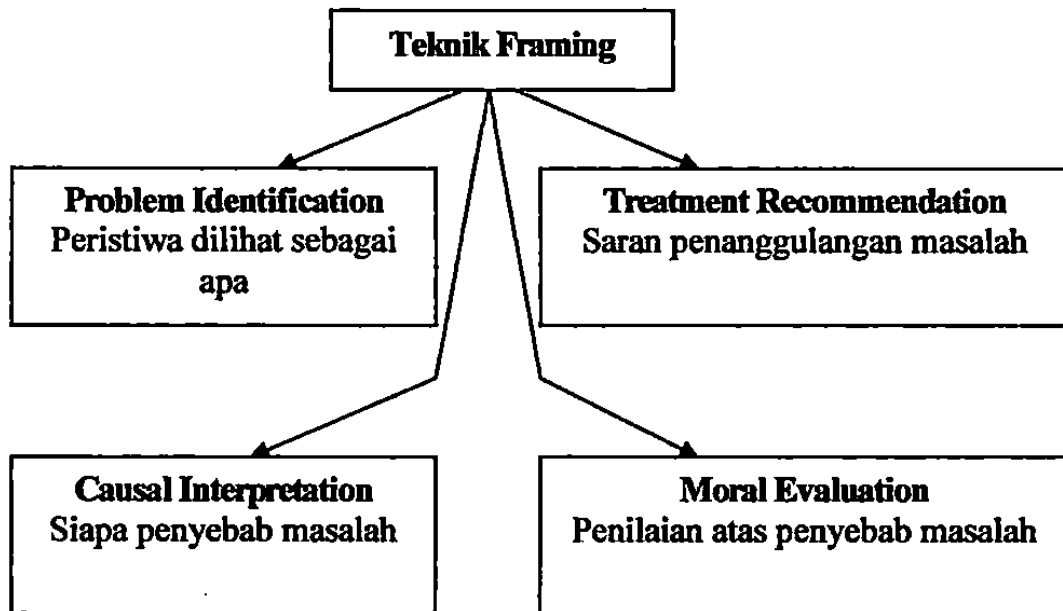 Teknik Framing
Problem Identification
Peristiwa dilihat sebagai
apa
Treatment Recommendation
Saran penanggulangan masalah
Causal Interpretation
Siapa penyebab masalah
Moral Evaluation
Penilaian atas penyebab masalah